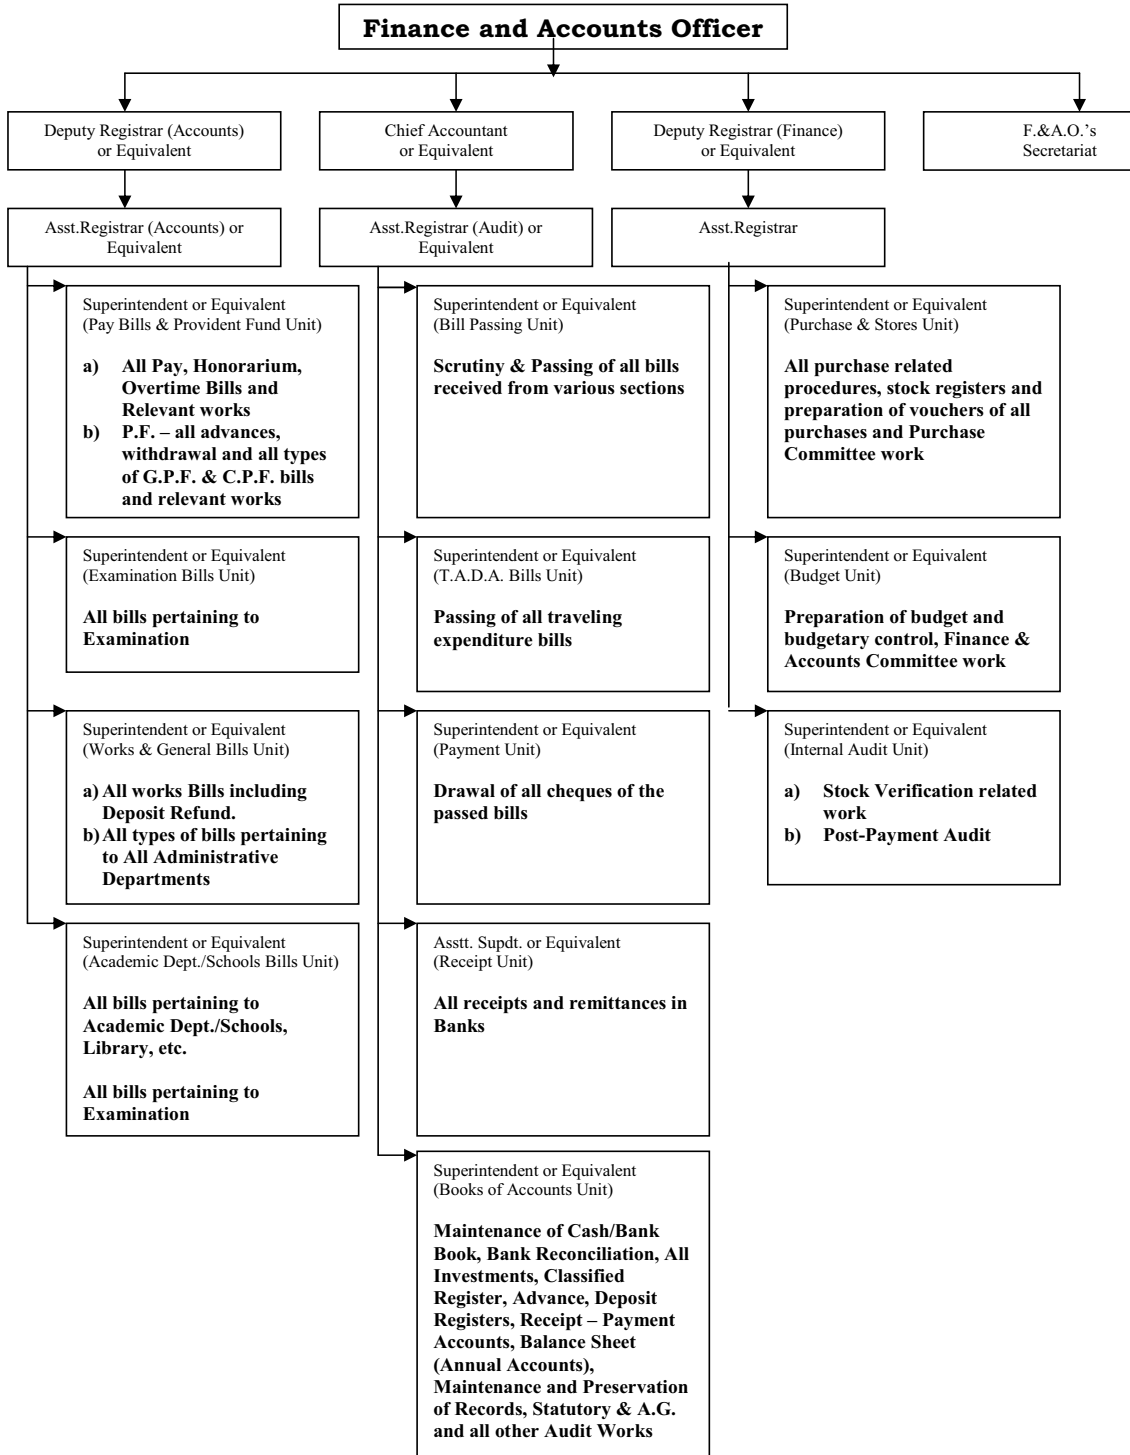 Finance and Accounts Officer
Deputy Registrar (Accounts)
or Equivalent
Chief Accountant
or Equivalent
Deputy Registrar (Finance)
or Equivalent
F.&A.O.’s
Secretariat
Asst.Registrar (Accounts) or
Equivalent
Asst.Registrar (Audit) or
Equivalent
Asst.Registrar
Superintendent or Equivalent
(Pay Bills & Provident Fund Unit)
a) All Pay, Honorarium,
Overtime Bills and
Relevant works
b) P.F. – all advances,
withdrawal and all types
of G.P.F. & C.P.F. bills
and relevant works
Superintendent or Equivalent
(Bill Passing Unit)
Scrutiny & Passing of all bills
received from various sections
Superintendent or Equivalent
(Purchase & Stores Unit)
All purchase related
procedures, stock registers and
preparation of vouchers of all
purchases and Purchase
Committee work
Superintendent or Equivalent
(Examination Bills Unit)
All bills pertaining to
Examination
Superintendent or Equivalent
(T.A.D.A. Bills Unit)
Passing of all traveling
expenditure bills
Superintendent or Equivalent
(Budget Unit)
Preparation of budget and
budgetary control, Finance &
Accounts Committee work
Superintendent or Equivalent
(Works & General Bills Unit)
a) All works Bills including
Deposit Refund.
b) All types of bills pertaining
to All Administrative
Departments
Superintendent or Equivalent
(Payment Unit)
Drawal of all cheques of the
passed bills
Superintendent or Equivalent
(Internal Audit Unit)
a) Stock Verification related
work
b) Post-Payment Audit
Superintendent or Equivalent
(Academic Dept./Schools Bills Unit)
All bills pertaining to
Academic Dept./Schools,
Library, etc.
All bills pertaining to
Examination
Asstt. Supdt. or Equivalent
(Receipt Unit)
All receipts and remittances in
Banks
Superintendent or Equivalent
(Books of Accounts Unit)
Maintenance of Cash/Bank
Book, Bank Reconciliation, All
Investments, Classified
Register, Advance, Deposit
Registers, Receipt – Payment
Accounts, Balance Sheet
(Annual Accounts),
Maintenance and Preservation
of Records, Statutory & A.G.
and all other Audit Works